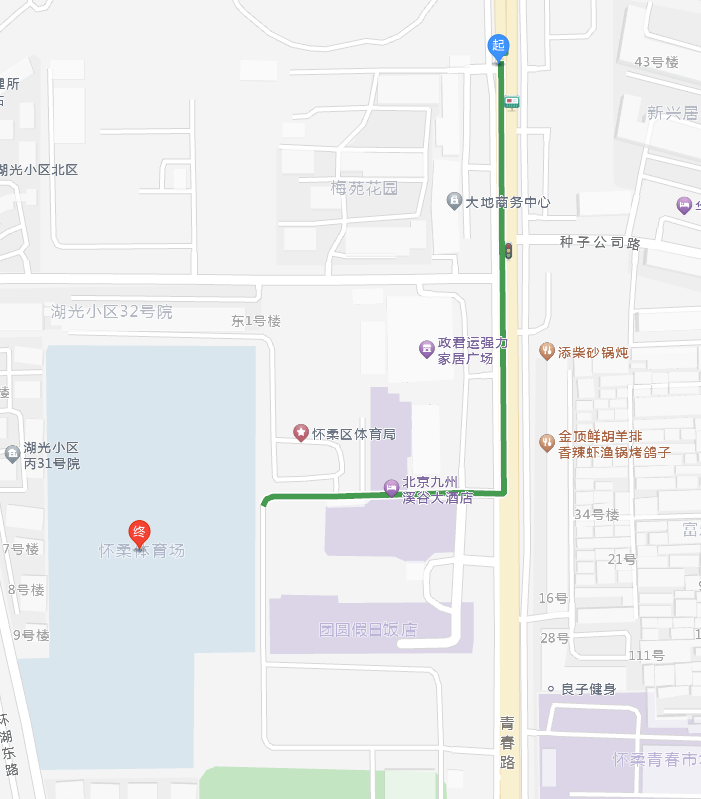 起
43号楼
新兴居
湖光小区北区
梅苑花园
大地商务中心
种子公司路
湖光小区32号院
东1号楼
政君运强力
家居广场
添柴砂锅炖
怀柔区体育局
金顶鲜胡羊排
香辣虾渔锅烤鸽子
湖光小区
丙31号院
北京九州
溪谷大酒店
34号楼
终
怀柔体育场
7号楼
21号
8号楼
16号
团圆假日饭店
9号楼
28号
111号
良子健身
青春路
环湖东路
怀柔青春市